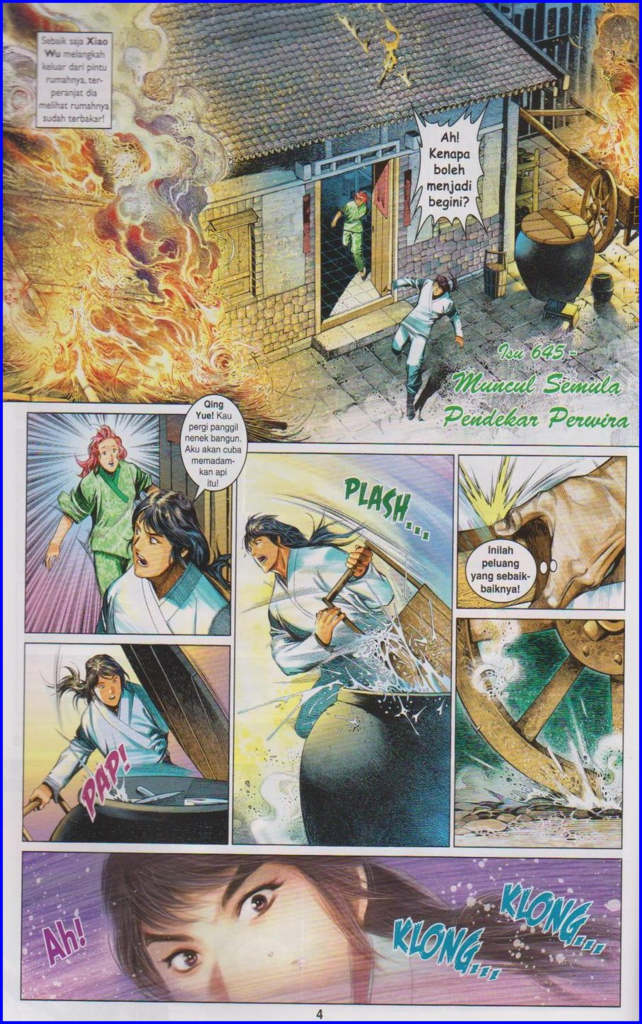 Sebaik saja Xiao
Wu melangkah
keluar dari pintu
rumahnya, ter-
peranjat dia
melihat rumahnya
sudah terbakar!
Ah!
Kenapa
boleh
menjadi
begini?
Isu 645 -
Muncul Semula
Pendekar Perwira
Qing
Yue! Kau
pergi panggil
nenek bangun.
Aku akan cuba
memadam-
kan api
itu!
PLASH...
Inilah
peluang
yang sebaik-
baiknya!
PAP!
Ah!
KLONG...
KLONG...
4